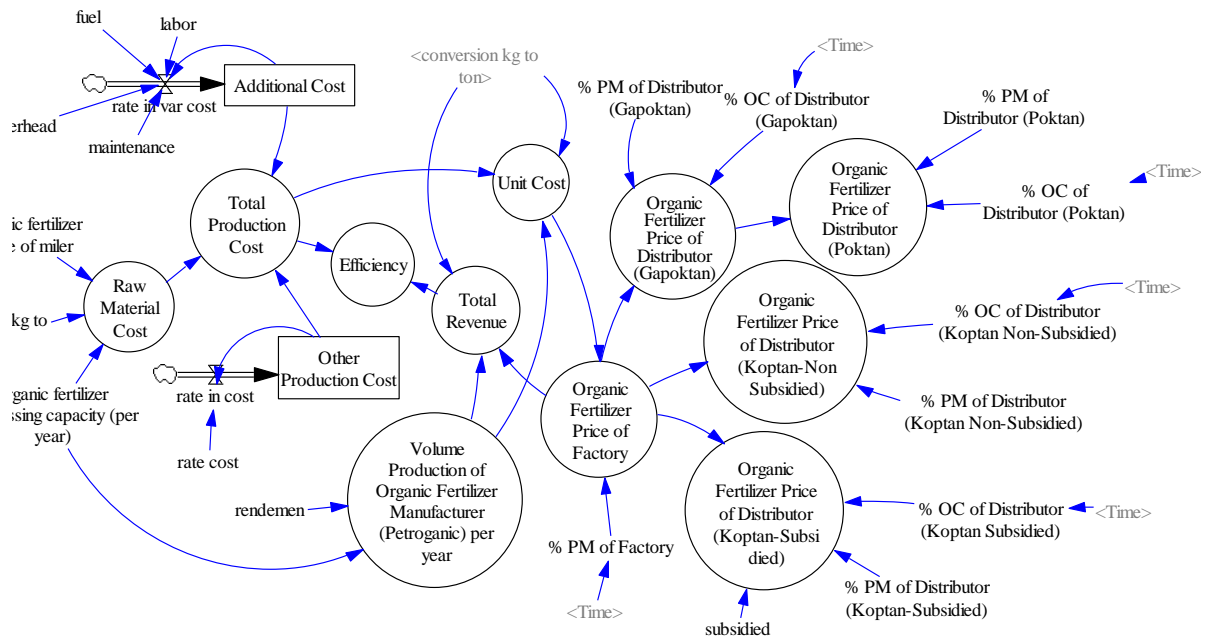 fuel
labor
Additional Cost
rate in var cost
erhead
maintenance
<conversion kg to
ton>
% PM of Distributor
(Gapoktan)
<Time>
% OC of Distributor
(Gapoktan)
% PM of
Distributor (Poktan)
<Time>
% OC of
Distributor (Poktan)
Total
Production
Cost
Unit Cost
Organic
Fertilizer
Price of
Distributor
(Gapoktan)
Organic
Fertilizer
Price of
Distributor
(Poktan)
ic fertilizer
e of miler
Raw
Material
Cost
kg to
Efficiency
Total
Revenue
Organic
Fertilizer Price
of Distributor
(Koptan-Non
Subsidied)
<Time>
% OC of Distributor
(Koptan Non-Subsidied)
% PM of Distributor
(Koptan Non-Subsidied)
Other
Production Cost
rate in cost
rate cost
rganic fertilizer
ssing capacity (per
year)
Organic
Fertilizer
Price of
Factory
Volume
Production of
Organic Fertilizer
Manufacturer
(Petroganic) per
year
rendemen
% PM of Factory
<Time>
Organic
Fertilizer Price
of Distributor
(Koptan-Subsi
died)
% OC of Distributor
(Koptan Subsidied)
<Time>
% PM of Distributor
(Koptan-Subsidied)
subsidied